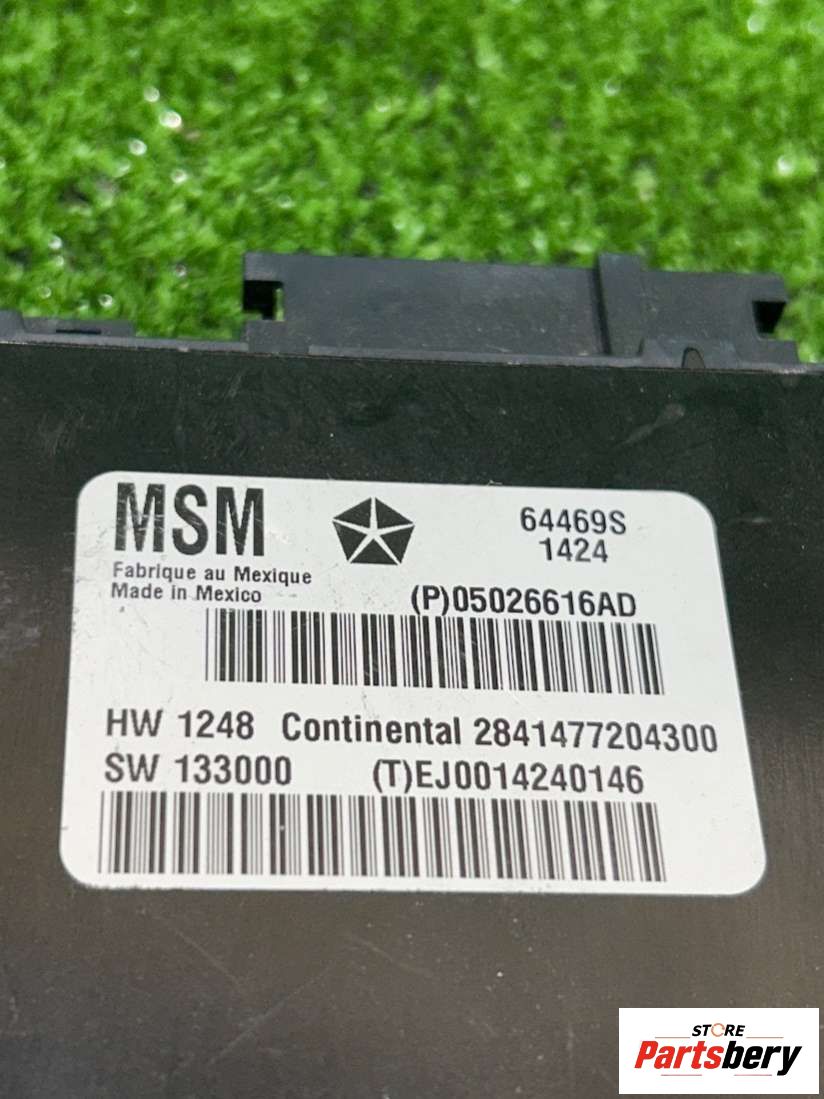 MSM
64469S
1424
Fabrique au Mexique
Made in Mexico
(P)05026616AD
HW 1248 Continental 2841477204300
SW 133000 (T)EJ0014240146
STORE
Partsbery